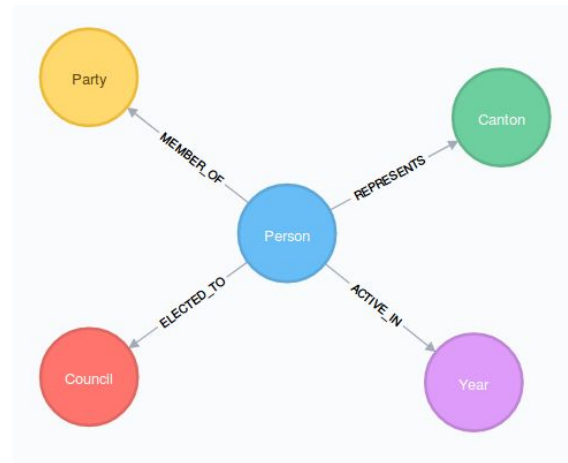 Party
Canton
MEMBER_OF
REPRESENTS
Person
ELECTED_TO
ACTIVE_IN
Council
Year